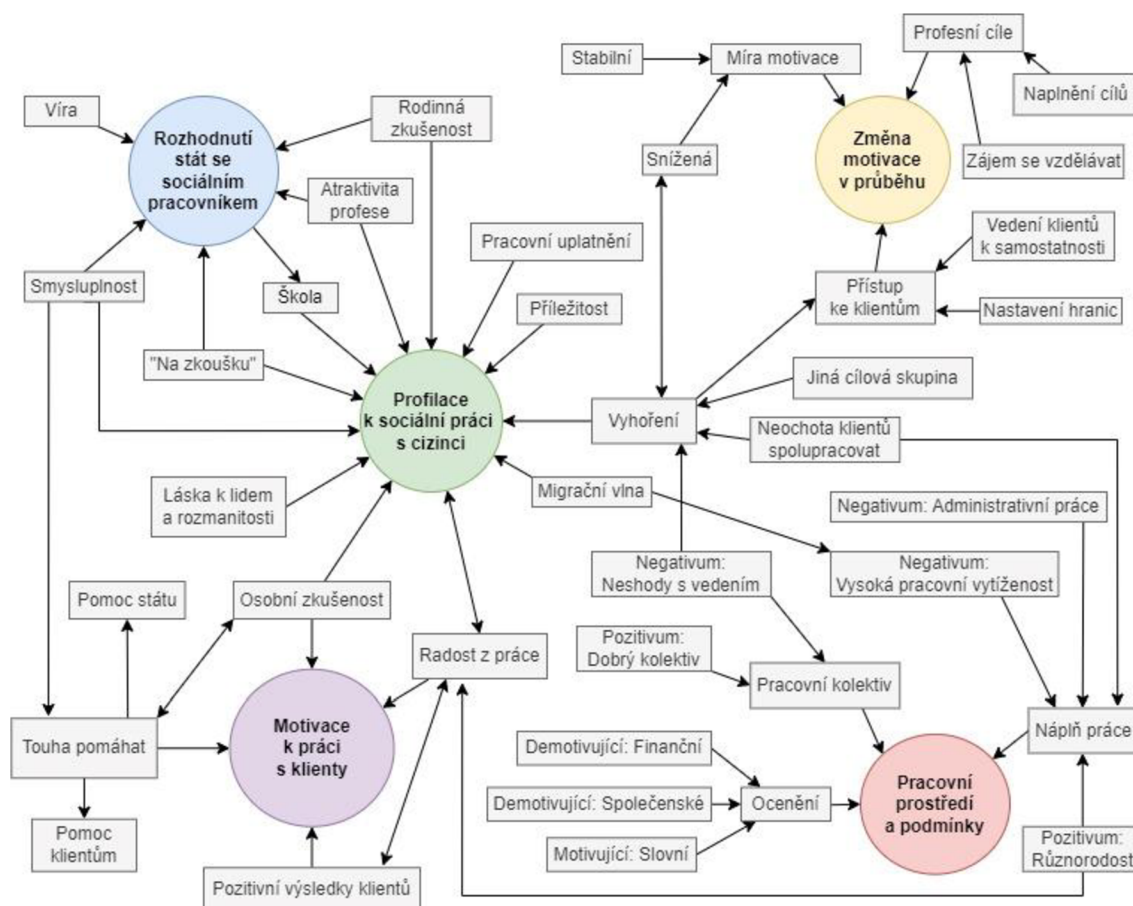 Profesní cíle
Stabilní
Míra motivace
Naplnění cílů
Víra
Rodinná
zkušenost
Rozhodnutí
stát se
sociálním
pracovníkem
Změna
motivace
v průběhu
Snížená
Zájem se vzdělávat
Atraktivita
profese
Vedení klientů
k samostatnosti
Pracovní uplatnění
Smysluplnost
Škola
Přístup
ke klientům
Příležitost
Nastavení hranic
"Na zkoušku"
Jiná cílová skupina
Profilace
k sociální práci
s cizinci
Vyhoření
Neochota klientů
spolupracovat
Láska k lidem
a rozmanitosti
Migrační vlna
Negativum: Administrativní práce
Negativum:
Neshody s vedením
Negativum:
Vysoká pracovní vytíženost
Pomoc státu
Osobní zkušenost
Radost z práce
Pozitivum:
Dobrý kolektiv
Pracovní kolektiv
Motivace
k práci
s klienty
Touha pomáhat
Náplň práce
Demotivující: Finanční
Pracovní
prostředí
a podmínky
Demotivující: Společenské
Ocenění
Motivující: Slovní
Pomoc
klientům
Pozitivum:
Různorodost
Pozitivní výsledky klientů